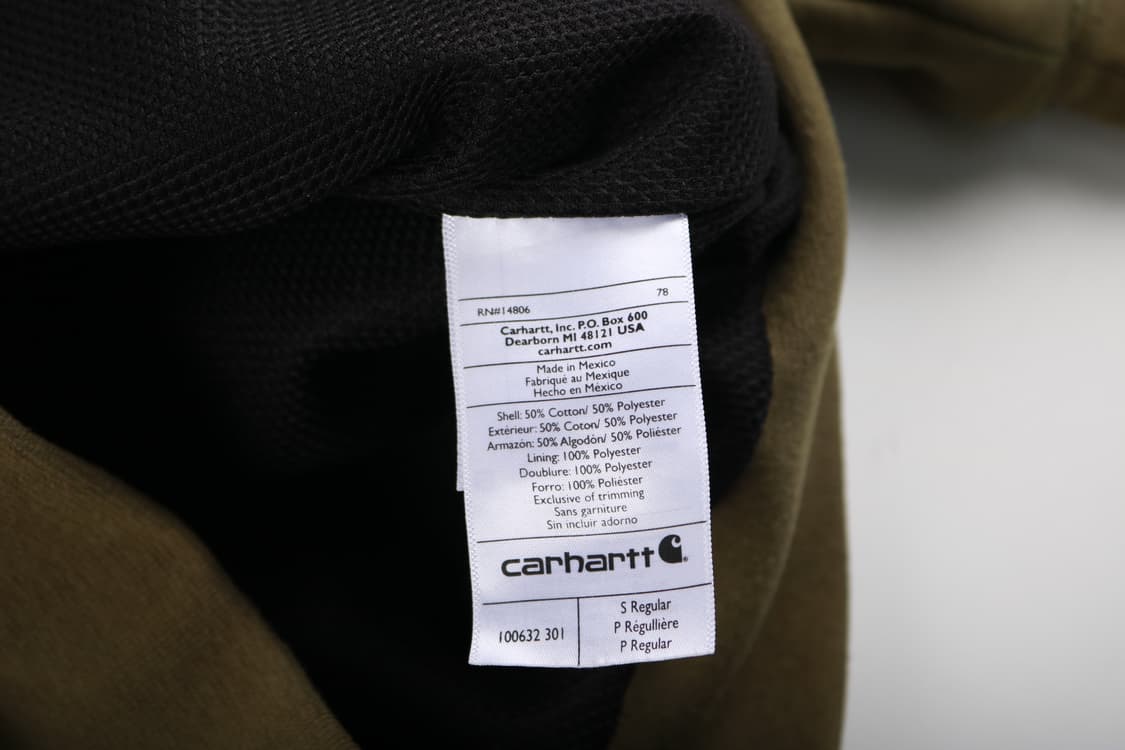 RN#14806 78
Carhartt, Inc. P.O. Box 600
Dearborn MI 48121 USA
carhartt.com
Made in Mexico
Fabriqué au Mexique
Hecho en México
Shell: 50% Cotton/ 50% Polyester
Extérieur: 50% Coton/ 50% Polyester
Armazón: 50% Algodón/ 50% Poliéster
Lining: 100% Polyester
Doublure: 100% Polyester
Forro: 100% Poliéster
Exclusive of trimming
Sans garniture
Sin incluir adorno
carhartt
100632 301
S Regular
P Régullière
P Regular